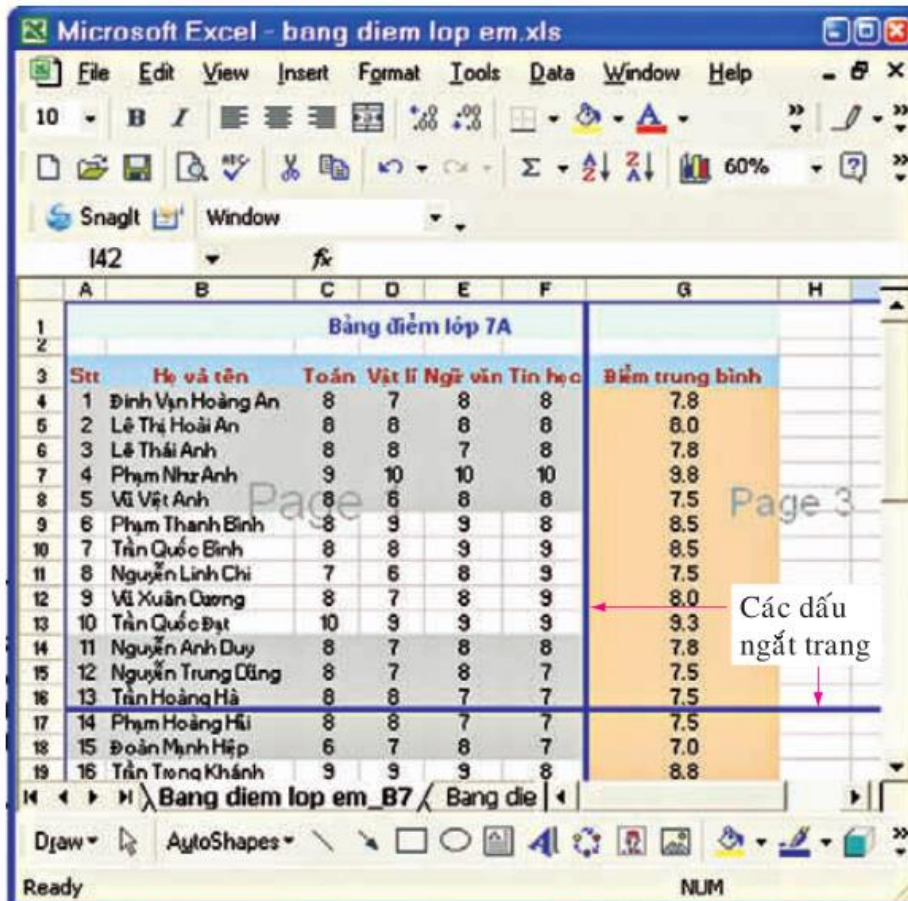 Microsoft Excel - bang diem lop em.xls
File Edit View Insert Format Tools Data Window Help
10 B I
Σ 60%
SnagIt Window
I42 fx
A B C D E F G H
1 Bảng điểm lớp 7A
2
3 Stt Họ và tên Toán Vật lí Ngữ văn Tin học Điểm trung bình
4 1 Đinh Vạn Hoàng An 8 7 8 8 7.8
5 2 Lê Thị Hoài An 8 8 8 8 8.0
6 3 Lê Thái Anh 8 8 7 8 7.8
7 4 Phạm Như Anh 9 10 10 10 9.8
8 5 Vũ Việt Anh 8 6 8 8 7.5
Page 1 Page 3
9 6 Phạm Thanh Bình 8 9 9 8 8.5
10 7 Trần Quốc Bình 8 8 9 9 8.5
11 8 Nguyễn Linh Chi 7 6 8 9 7.5
12 9 Vũ Xuân Cương 8 7 8 9 8.0
13 10 Trần Quốc Đạt 10 9 9 9 9.3
Các dấu
ngắt trang
14 11 Nguyễn Anh Duy 8 7 8 8 7.8
15 12 Nguyễn Trung Dũng 8 7 8 7 7.5
16 13 Trần Hoàng Hà 8 8 7 7 7.5
17 14 Phạm Hoàng Hải 8 8 7 7 7.5
18 15 Đoàn Mạnh Hiệp 6 7 8 7 7.0
19 16 Trần Trọng Khánh 9 9 9 8 8.8
Bang diem lop em_B7 Bang die
Draw AutoShapes
Ready NUM